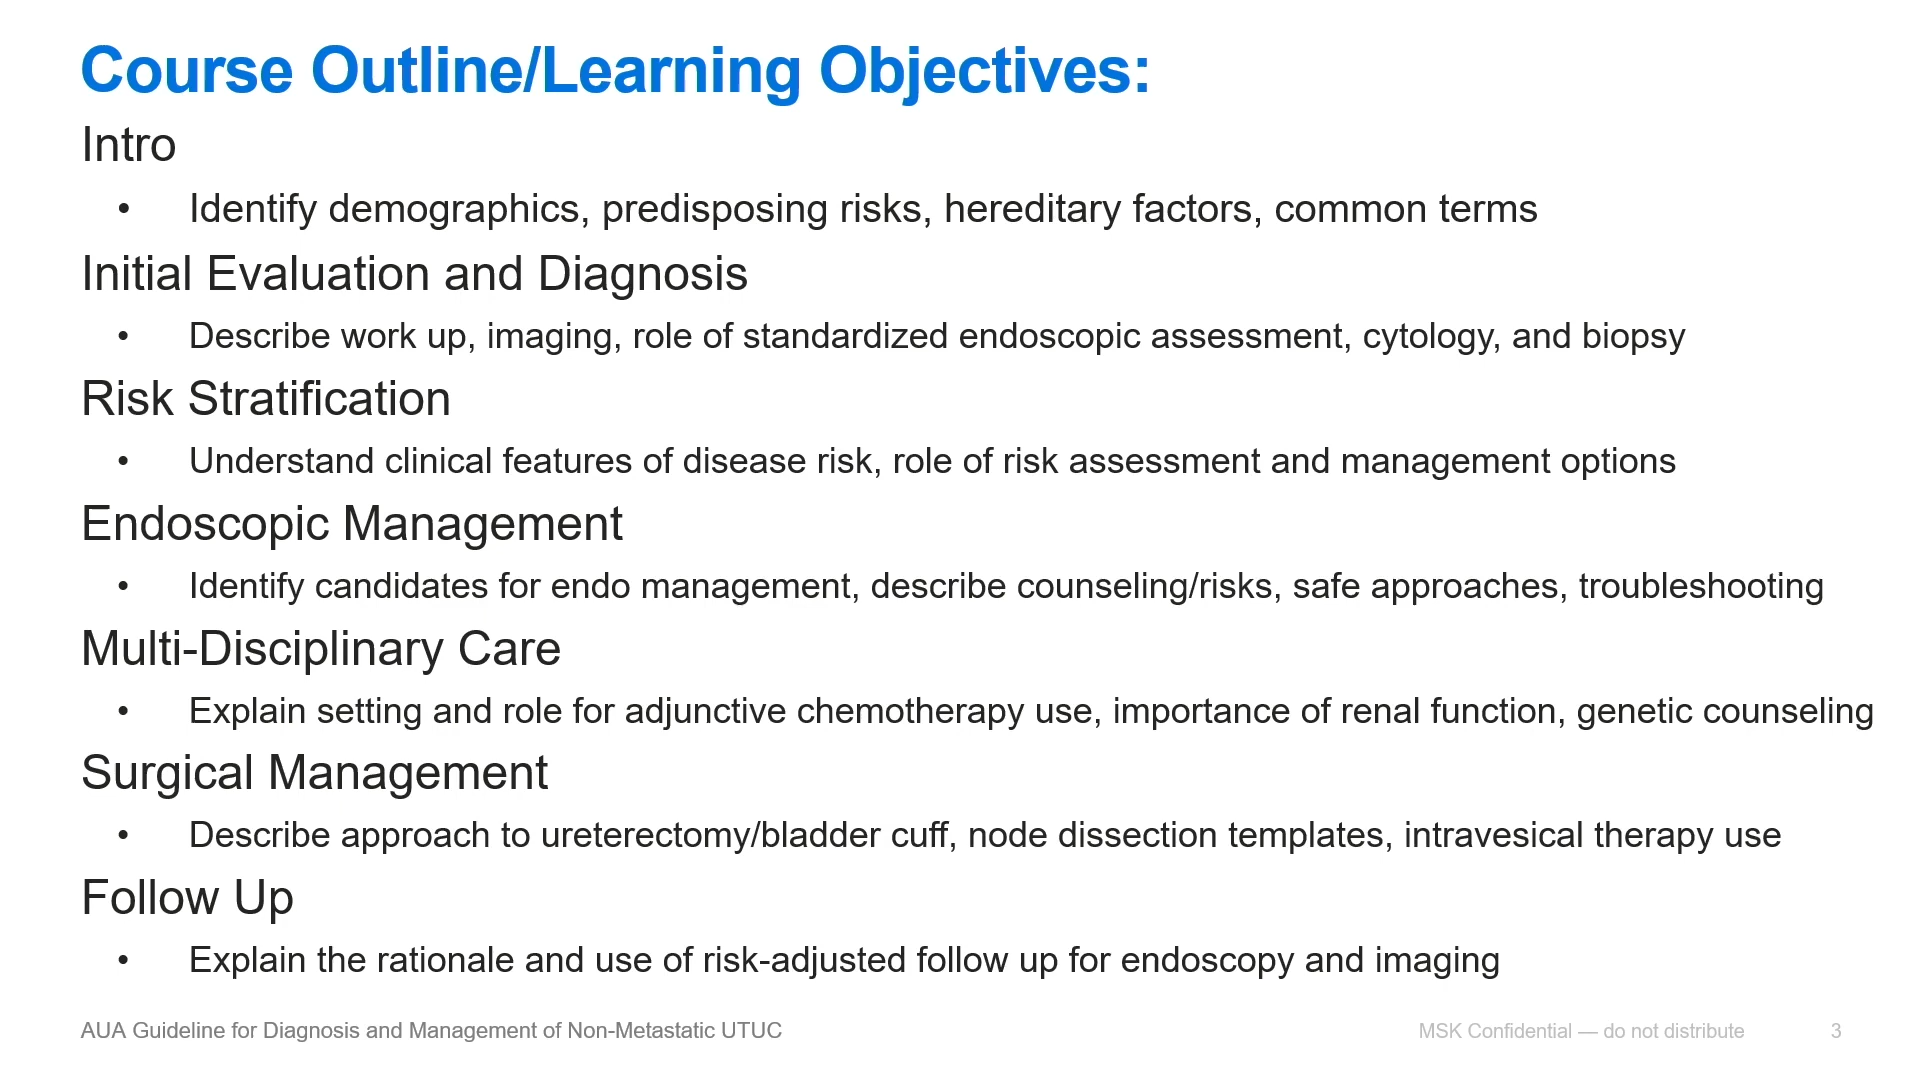 Course Outline/Learning Objectives:
Intro
• Identify demographics, predisposing risks, hereditary factors, common terms
Initial Evaluation and Diagnosis
• Describe work up, imaging, role of standardized endoscopic assessment, cytology, and biopsy
Risk Stratification
• Understand clinical features of disease risk, role of risk assessment and management options
Endoscopic Management
• Identify candidates for endo management, describe counseling/risks, safe approaches, troubleshooting
Multi-Disciplinary Care
• Explain setting and role for adjunctive chemotherapy use, importance of renal function, genetic counseling
Surgical Management
• Describe approach to ureterectomy/bladder cuff, node dissection templates, intravesical therapy use
Follow Up
• Explain the rationale and use of risk-adjusted follow up for endoscopy and imaging
AUA Guideline for Diagnosis and Management of Non-Metastatic UTUC
MSK Confidential — do not distribute
3